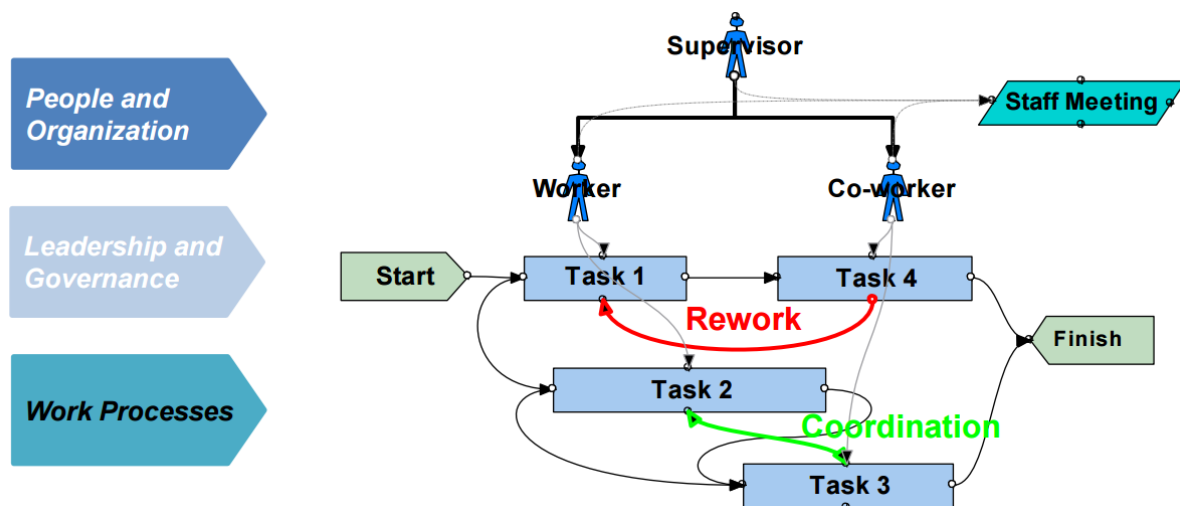 People and
Organization
Leadership and
Governance
Work Processes
Supervisor
Staff Meeting
Worker
Co-worker
Start
Task 1
Task 4
Rework
Finish
Task 2
Coordination
Task 3